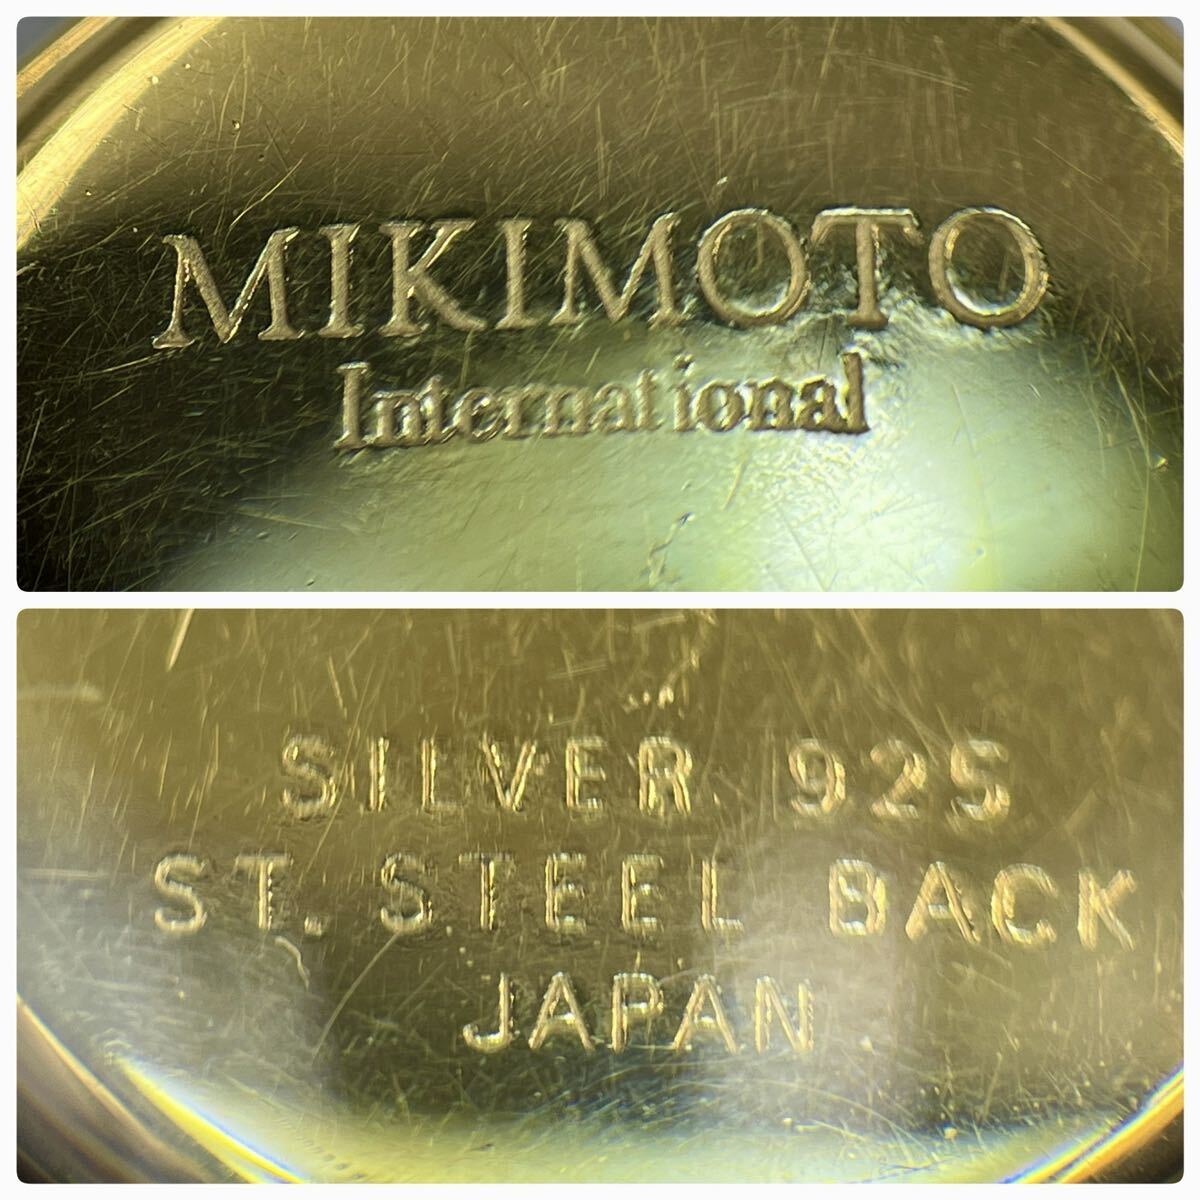 MIKIMOTO
International
SILVER 925
ST. STEEL BACK
JAPAN